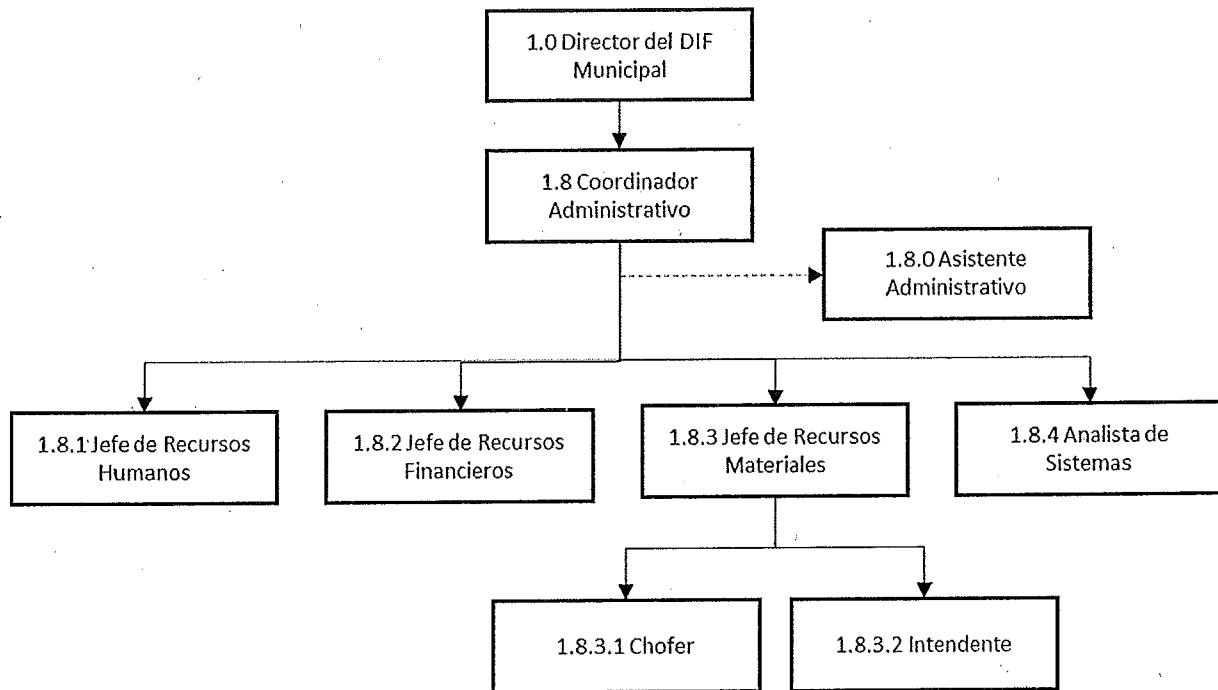 1.0 Director del DIF
Municipal
1.8 Coordinador
Administrativo
1.8.0 Asistente
Administrativo
1.8.1 Jefe de Recursos
Humanos
1.8.2 Jefe de Recursos
Financieros
1.8.3 Jefe de Recursos
Materiales
1.8.4 Analista de
Sistemas
1.8.3.1 Chofer
1.8.3.2 Intendente